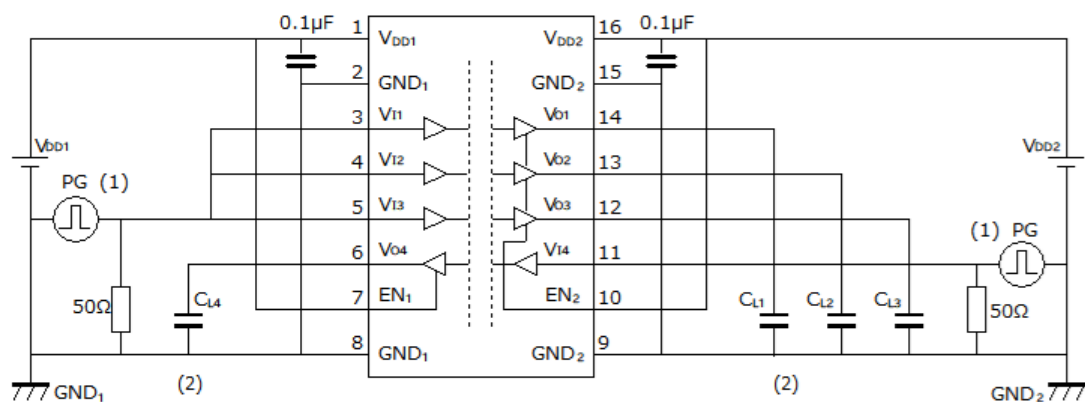 0.1μF 1 VDD1 VDD2 16 0.1μF
2 GND1 GND2 15
3 VI1 VO1 14
VDD1 4 VI2 VO2 13 VDD2
PG (1) 5 VI3 VO3 12
6 VO4 VI4 11 (1) PG
50Ω CL4 7 EN1 EN2 10 CL1 CL2 CL3 50Ω
8 GND1 GND2 9
GND1 (2) (2) GND2